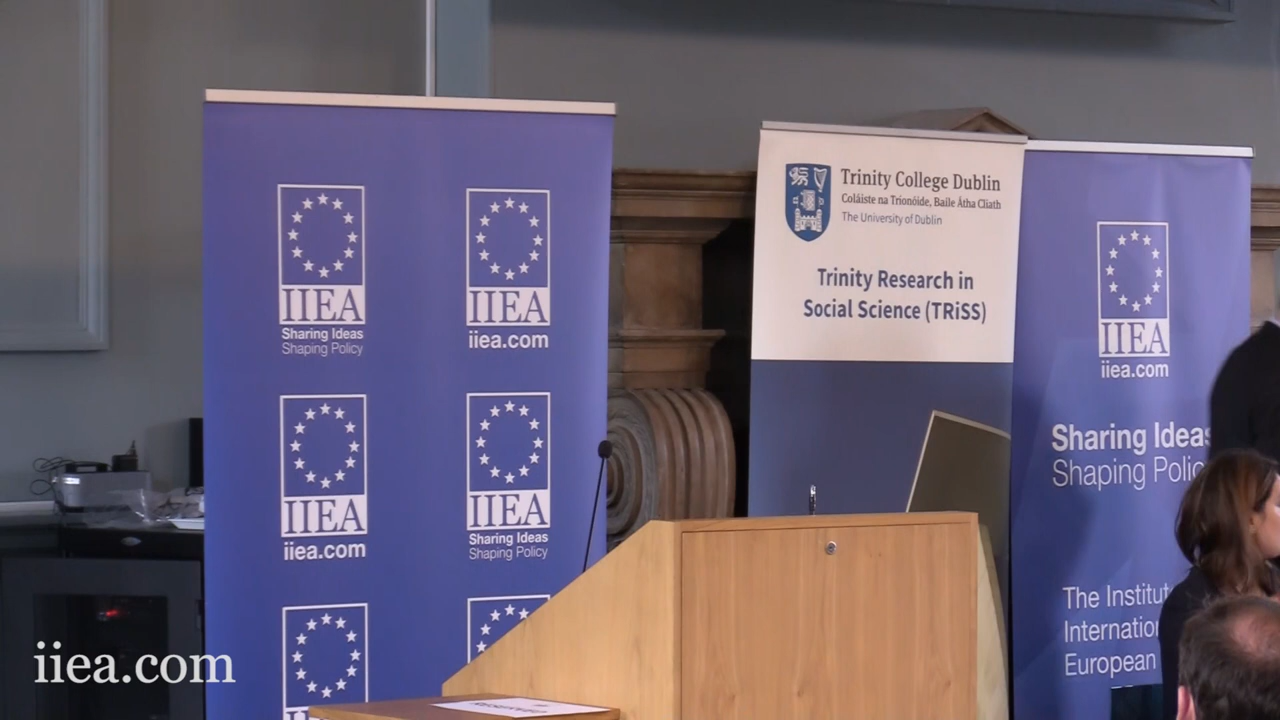 IIEA
Sharing Ideas
Shaping Policy
IIEA
iiea.com
IIEA
iiea.com
IIEA
Sharing Ideas
Shaping Policy
Trinity College Dublin
Coláiste na Tríonóide, Baile Átha Cliath
The University of Dublin
Trinity Research in
Social Science (TRiSS)
IIEA
iiea.com
Sharing Ideas
Shaping Polic
The Institut
Internation
European
iiea.com